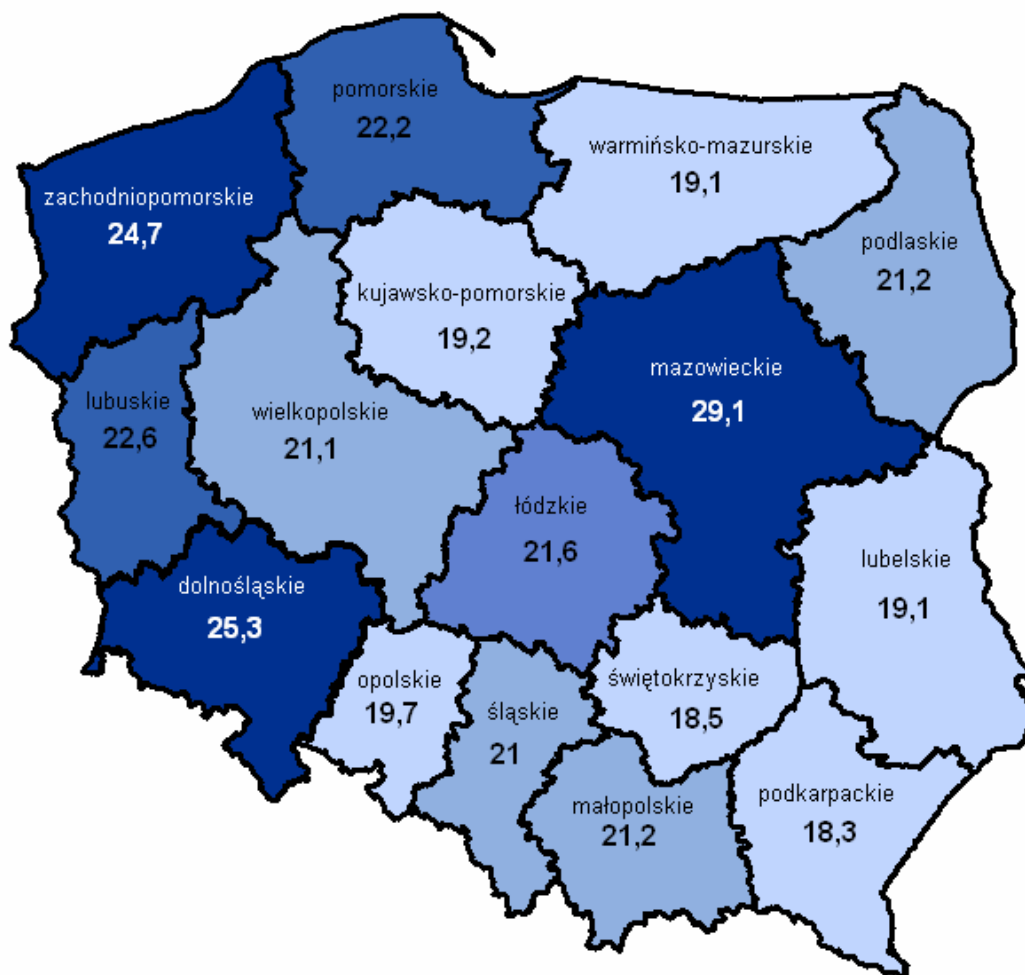 pomorskie
22,2
warmińsko-mazurskie
19,1
zachodniopomorskie
24,7
podlaskie
21,2
kujawsko-pomorskie
19,2
mazowieckie
29,1
lubuskie
22,6
wielkopolskie
21,1
łódzkie
21,6
lubelskie
19,1
dolnośląskie
25,3
opolskie
19,7
śląskie
21
świętokrzyskie
18,5
małopolskie
21,2
podkarpackie
18,3